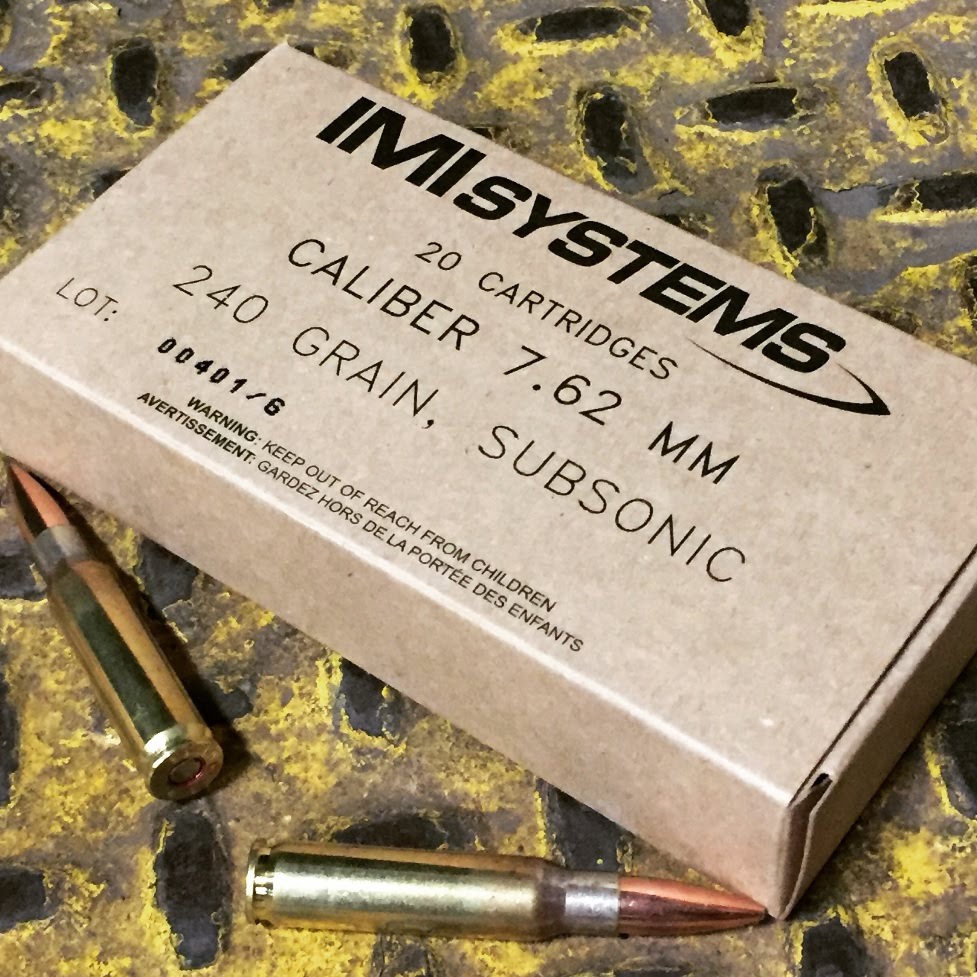 IMI SYSTEMS
20 CARTRIDGES
CALIBER 7.62 MM
240 GRAIN, SUBSONIC
LOT:
00401/6
WARNING: KEEP OUT OF REACH FROM CHILDREN
AVERTISSEMENT: GARDEZ HORS DE LA PORTÉE DES ENFANTS